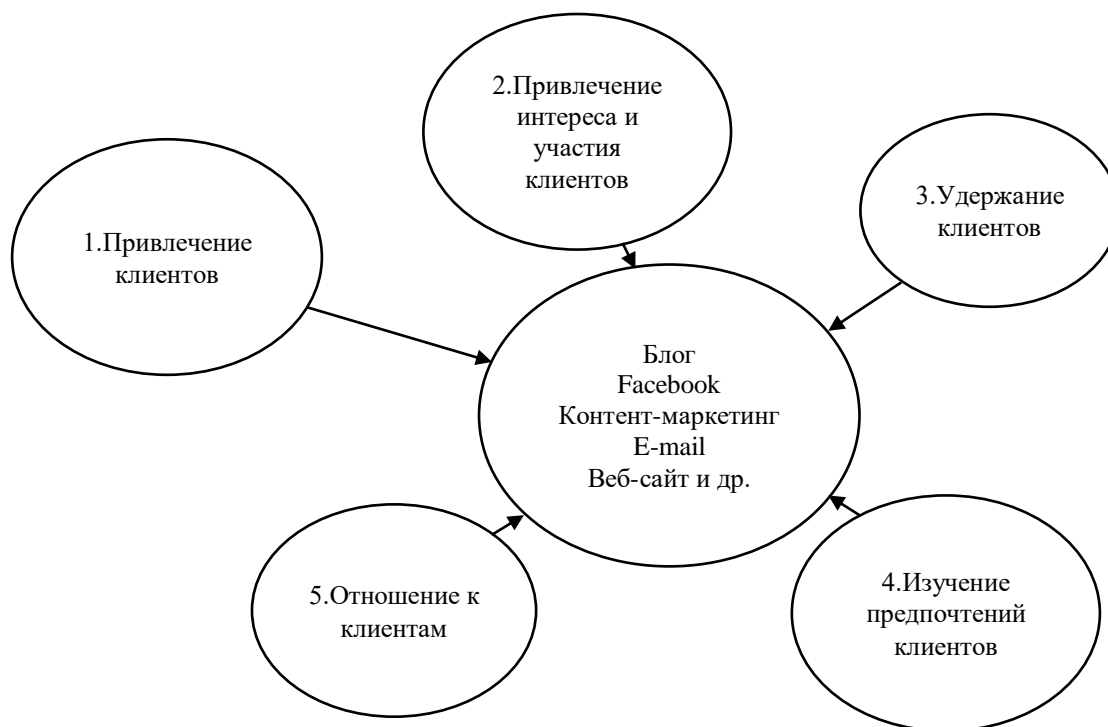 1.Привлечение
клиентов
2.Привлечение
интереса и
участия
клиентов
3.Удержание
клиентов
Блог
Facebook
Контент-маркетинг
E-mail
Веб-сайт и др.
4.Изучение
предпочтений
клиентов
5.Отношение к
клиентам